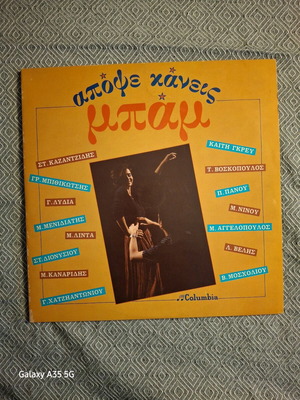 απόψε κάνεις
μπαμ
ΣΤ. ΚΑΖΑΝΤΖΙΔΗΣ
ΓΡ. ΜΠΙΘΙΚΩΤΣΗΣ
Γ. ΛΥΔΙΑ
Μ. ΜΕΝΙΔΙΑΤΗΣ
Μ. ΛΙΝΤΑ
ΣΤ. ΔΙΟΝΥΣΙΟΥ
Μ. ΚΑΝΑΡΙΔΗΣ
Γ. ΧΑΤΖΗΑΝΤΩΝΙΟΥ
ΚΑΙΤΗ ΓΚΡΕΥ
Τ. ΒΟΣΚΟΠΟΥΛΟΣ
Π. ΠΑΝΟΥ
Μ. ΝΙΝΟΥ
Μ. ΑΓΓΕΛΟΠΟΥΛΟΣ
Λ. ΒΕΛΗΣ
Β. ΜΟΣΧΟΛΙΟΥ
Columbia
Galaxy A35 5G